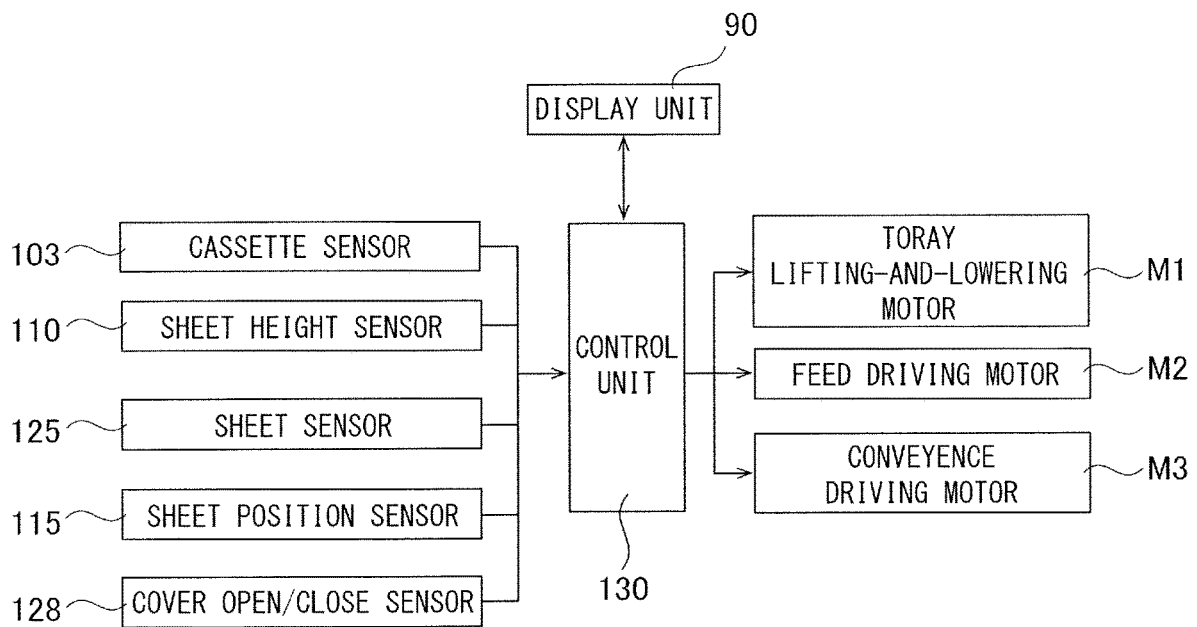 90
DISPLAY UNIT
103
CASSETTE SENSOR
110
SHEET HEIGHT SENSOR
125
SHEET SENSOR
115
SHEET POSITION SENSOR
128
COVER OPEN/CLOSE SENSOR
CONTROL
UNIT
130
TORAY
LIFTING-AND-LOWERING
MOTOR
M1
FEED DRIVING MOTOR
M2
CONVEYENCE
DRIVING MOTOR
M3